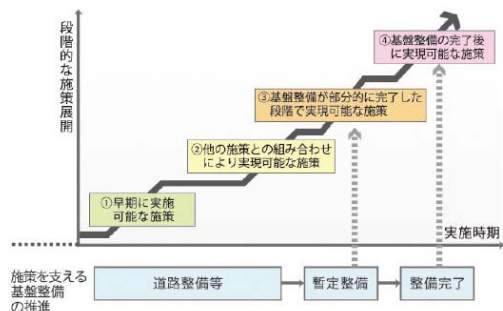 段階的な施策展開
④基盤整備の完了後
に実現可能な施策
③基盤整備が部分的に完了した
段階で実現可能な施策
②他の施策との組み合わせ
により実現可能な施策
①早期に実施
可能な施策
実施時期
施策を支える
基盤整備
の推進
道路整備等
暫定整備
整備完了